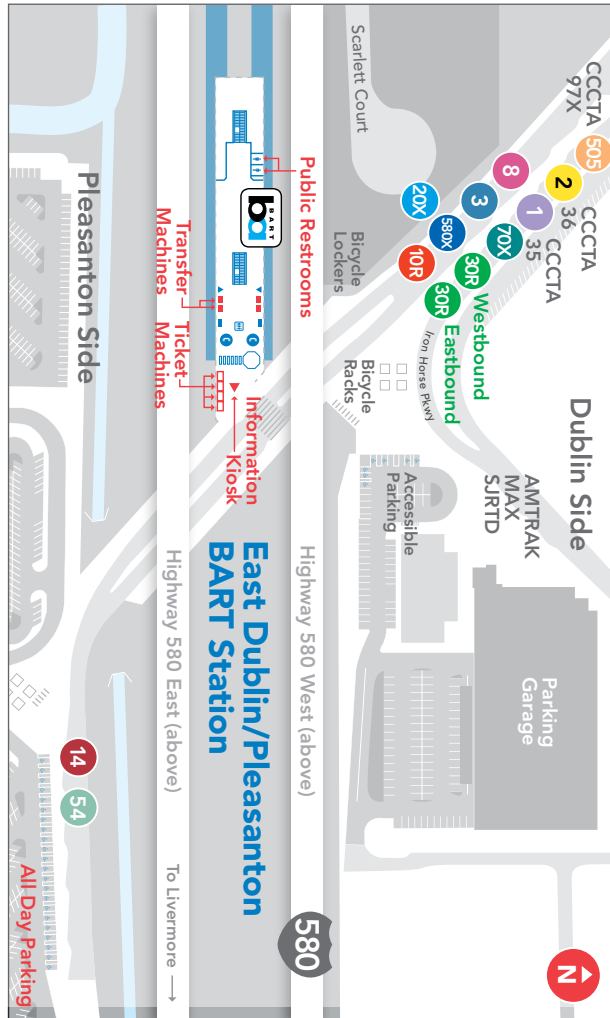 CCCTA
97X
505
2
CCCTA
36
8
1
CCCTA
35
3
70X
20X
580X
30R
Westbound
10R
30R
Eastbound
Scarlett Court
Bicycle
Lockers
Iron Horse Pkwy
Bicycle
Racks
Dublin Side
AMTRAK
MAX
SJRTD
Accessible
Parking
Parking
Garage
N
Public Restrooms
BART
ba
Transfer
Machines
Ticket
Machines
Information
Kiosk
Highway 580 West (above)
580
East Dublin/Pleasanton
BART Station
Highway 580 East (above)
To Livermore
Pleasanton Side
14
54
All Day Parking